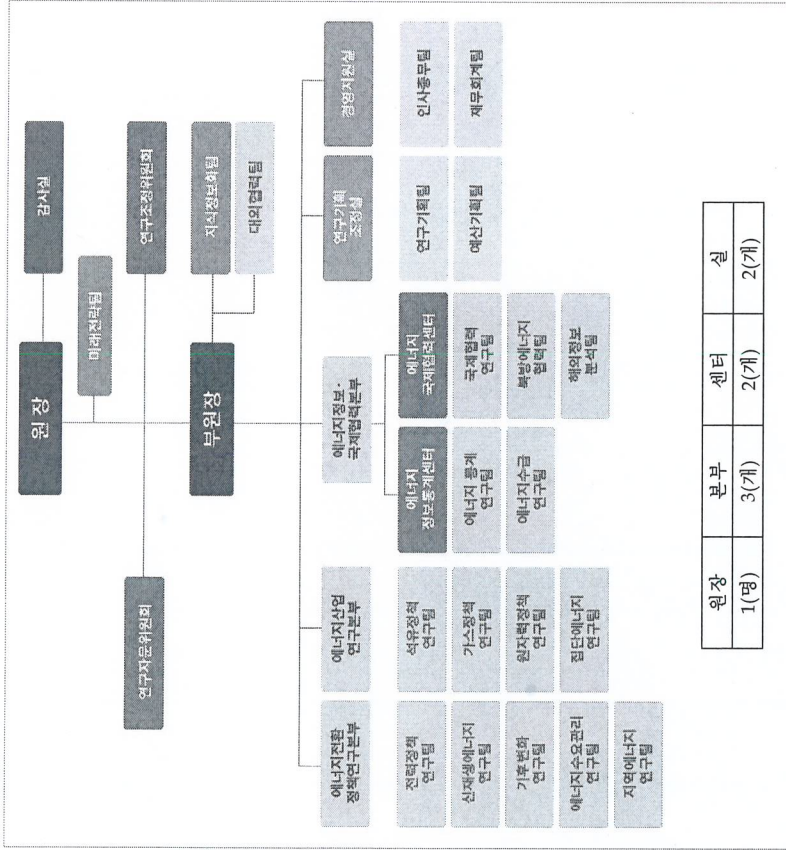 원 장
감사실
미래전략팀
연구자문위원회
연구조정위원회
부원장
지식정보화팀
대외협력팀
에너지전환
정책연구본부
전력정책
연구팀
신재생에너지
연구팀
기후변화
연구팀
에너지수요관리
연구팀
지역에너지
연구팀
에너지산업
연구본부
석유정책
연구팀
가스정책
연구팀
원자력정책
연구팀
집단에너지
연구팀
에너지정보·
국제협력본부
에너지
정보통계센터
에너지 통계
연구팀
에너지수급
연구팀
에너지
국제협력센터
국제협력
연구팀
북방에너지
협력팀
해외정보
분석팀
연구기획
조정실
연구기획팀
예산기획팀
경영지원실
인사총무팀
재무회계팀
원장 본부 센터 실
1(명) 3(개) 2(개) 2(개)